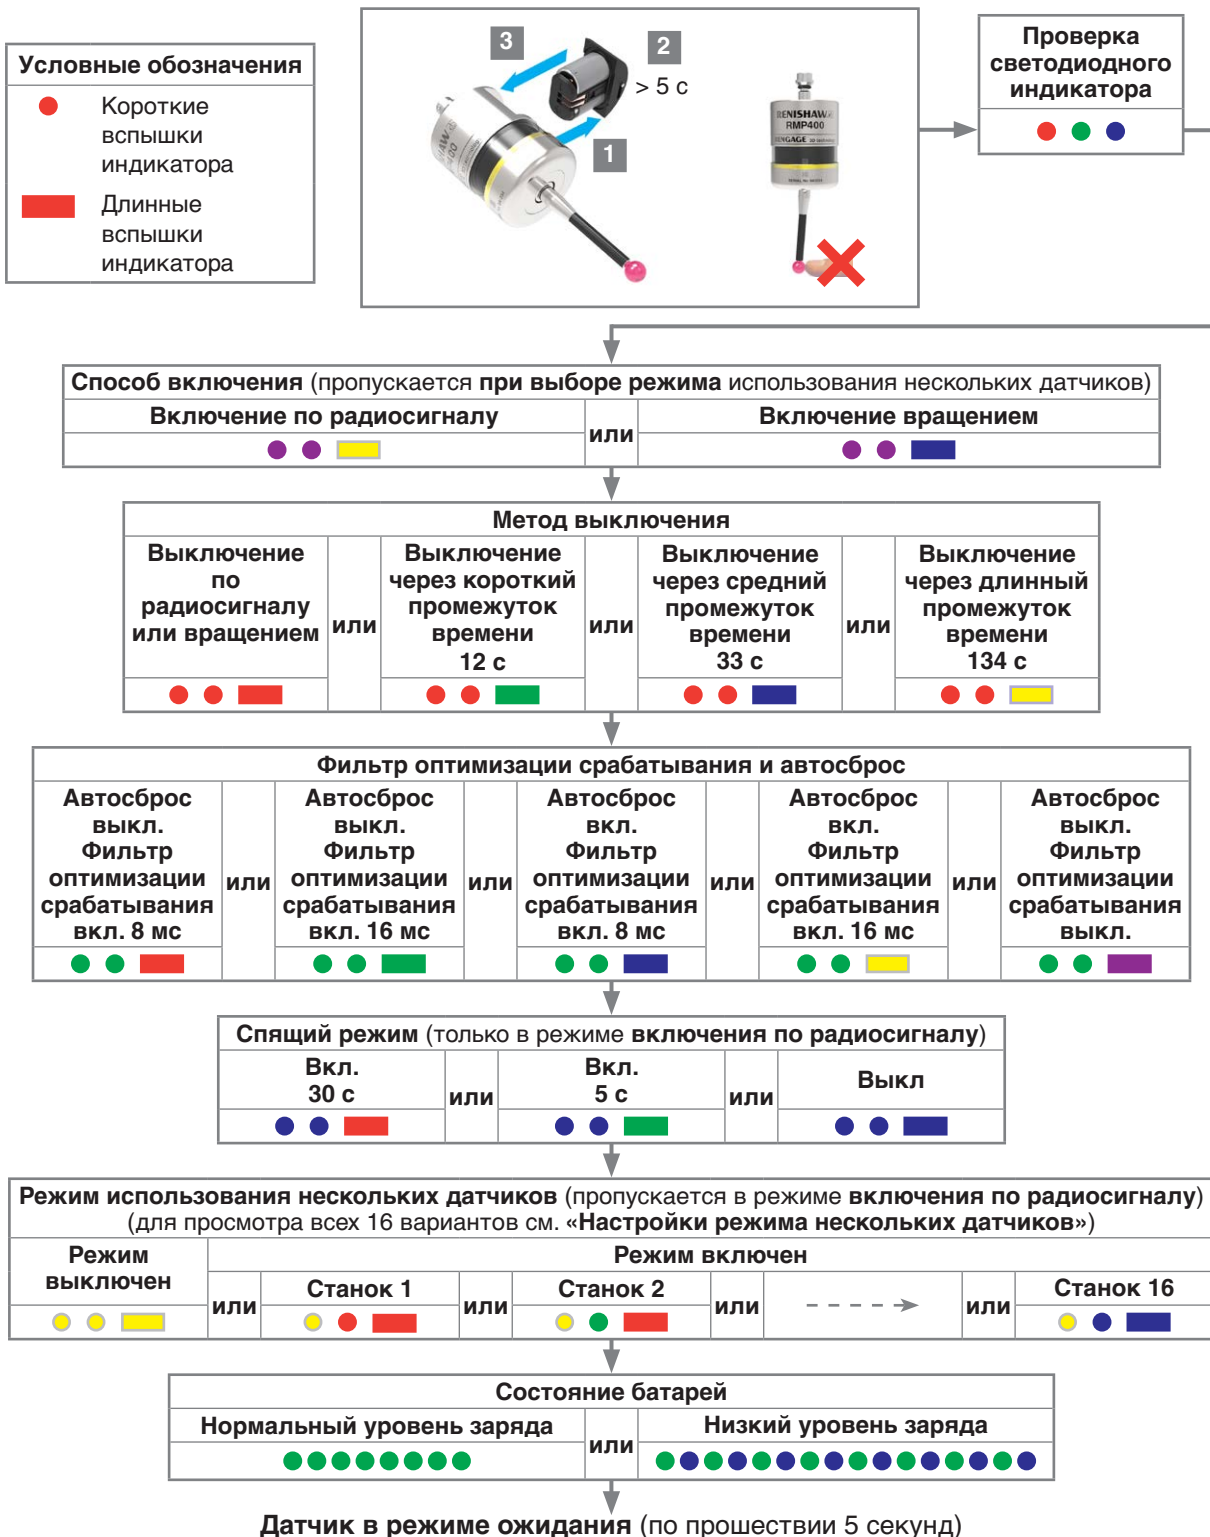 Условные обозначения
Короткие
вспышки
индикатора
Длинные
вспышки
индикатора
3
2
> 5 с
1
RENISHAW
RMP400
Проверка
светодиодного
индикатора
Способ включения (пропускается при выборе режима использования нескольких датчиков)
Включение по радиосигналу
или
Включение вращением
Метод выключения
Выключение
по
радиосигналу
или вращением
или
Выключение
через короткий
промежуток
времени
12 с
или
Выключение
через средний
промежуток
времени
33 с
или
Выключение
через длинный
промежуток
времени
134 с
Фильтр оптимизации срабатывания и автосброс
Автосброс
выкл.
Фильтр
оптимизации
срабатывания
вкл. 8 мс
или
Автосброс
выкл.
Фильтр
оптимизации
срабатывания
вкл. 16 мс
или
Автосброс
вкл.
Фильтр
оптимизации
срабатывания
вкл. 8 мс
или
Автосброс
вкл.
Фильтр
оптимизации
срабатывания
вкл. 16 мс
или
Автосброс
выкл.
Фильтр
оптимизации
срабатывания
выкл.
Спящий режим (только в режиме включения по радиосигналу)
Вкл.
30 с
или
Вкл.
5 с
или
Выкл
Режим использования нескольких датчиков (пропускается в режиме включения по радиосигналу)
(для просмотра всех 16 вариантов см. «Настройки режима нескольких датчиков»)
Режим
выключен
Режим включен
или
Станок 1
или
Станок 2
или
или
Станок 16
Состояние батарей
Нормальный уровень заряда
или
Низкий уровень заряда
Датчик в режиме ожидания (по прошествии 5 секунд)